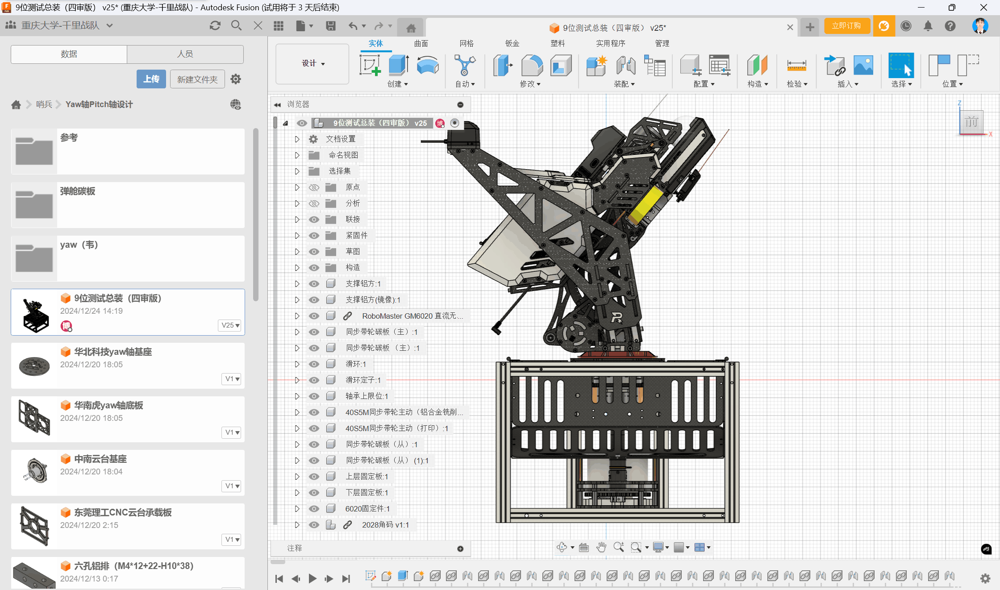 9位测试总装（四审版） v25* (重庆大学-千里战队) - Autodesk Fusion (试用将于 3 天后结束)
重庆大学-千里战队
9位测试总装（四审版） v25*
立即订购
数据
人员
上传
新建文件夹
哨兵
Yaw轴Pitch轴设计
参考
弹舱碳板
yaw（韦）
9位测试总装（四审版）
2024/12/24 14:19
博
V25
华北科技yaw轴基座
2024/12/20 18:05
V1
华南虎yaw轴底板
2024/12/20 18:05
V1
中南云台基座
2024/12/20 18:04
V1
东莞理工CNC云台承载板
2024/12/20 2:15
V1
六孔铝排（M4*12+22-H10*38）
2024/12/13 0:17
设计
实体
曲面
网格
钣金
塑料
实用程序
管理
创建
自动
修改
装配
配置
构造
检验
插入
选择
位置
浏览器
9位测试总装（四审版） v25
博
文档设置
命名视图
选择集
原点
分析
联接
紧固件
草图
构造
支撑铝方:1
支撑铝方(镜像):1
RoboMaster GM6020 直流无...
同步带轮碳板（主）:1
同步带轮碳板 （主）:1
滑环:1
滑环定子:1
轴承上限位:1
40S5M同步带轮主动（铝合金铣削...
40S5M同步带轮主动（打印）:1
同步带轮碳板（从）:1
同步带轮碳板（从） (1):1
上层固定板:1
下层固定板:1
6020固定件:1
2028角码 v1:1
注释
Z
前
X